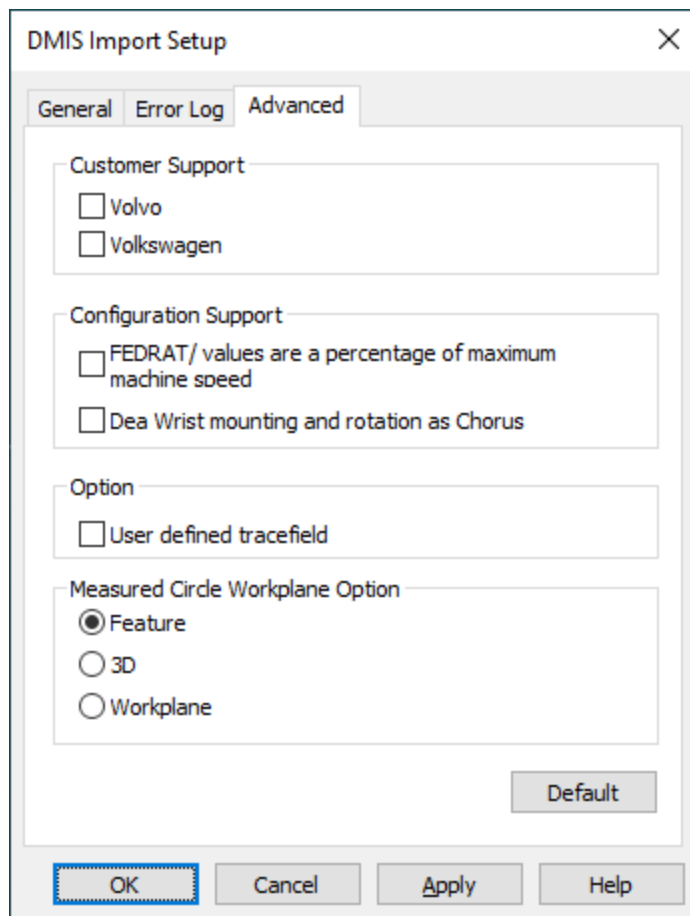 DMIS Import Setup
General Error Log Advanced
Customer Support
Volvo
Volkswagen
Configuration Support
FEDRAT/ values are a percentage of maximum
machine speed
Dea Wrist mounting and rotation as Chorus
Option
User defined tracefield
Measured Circle Workplane Option
Feature
3D
Workplane
Default
OK Cancel Apply Help